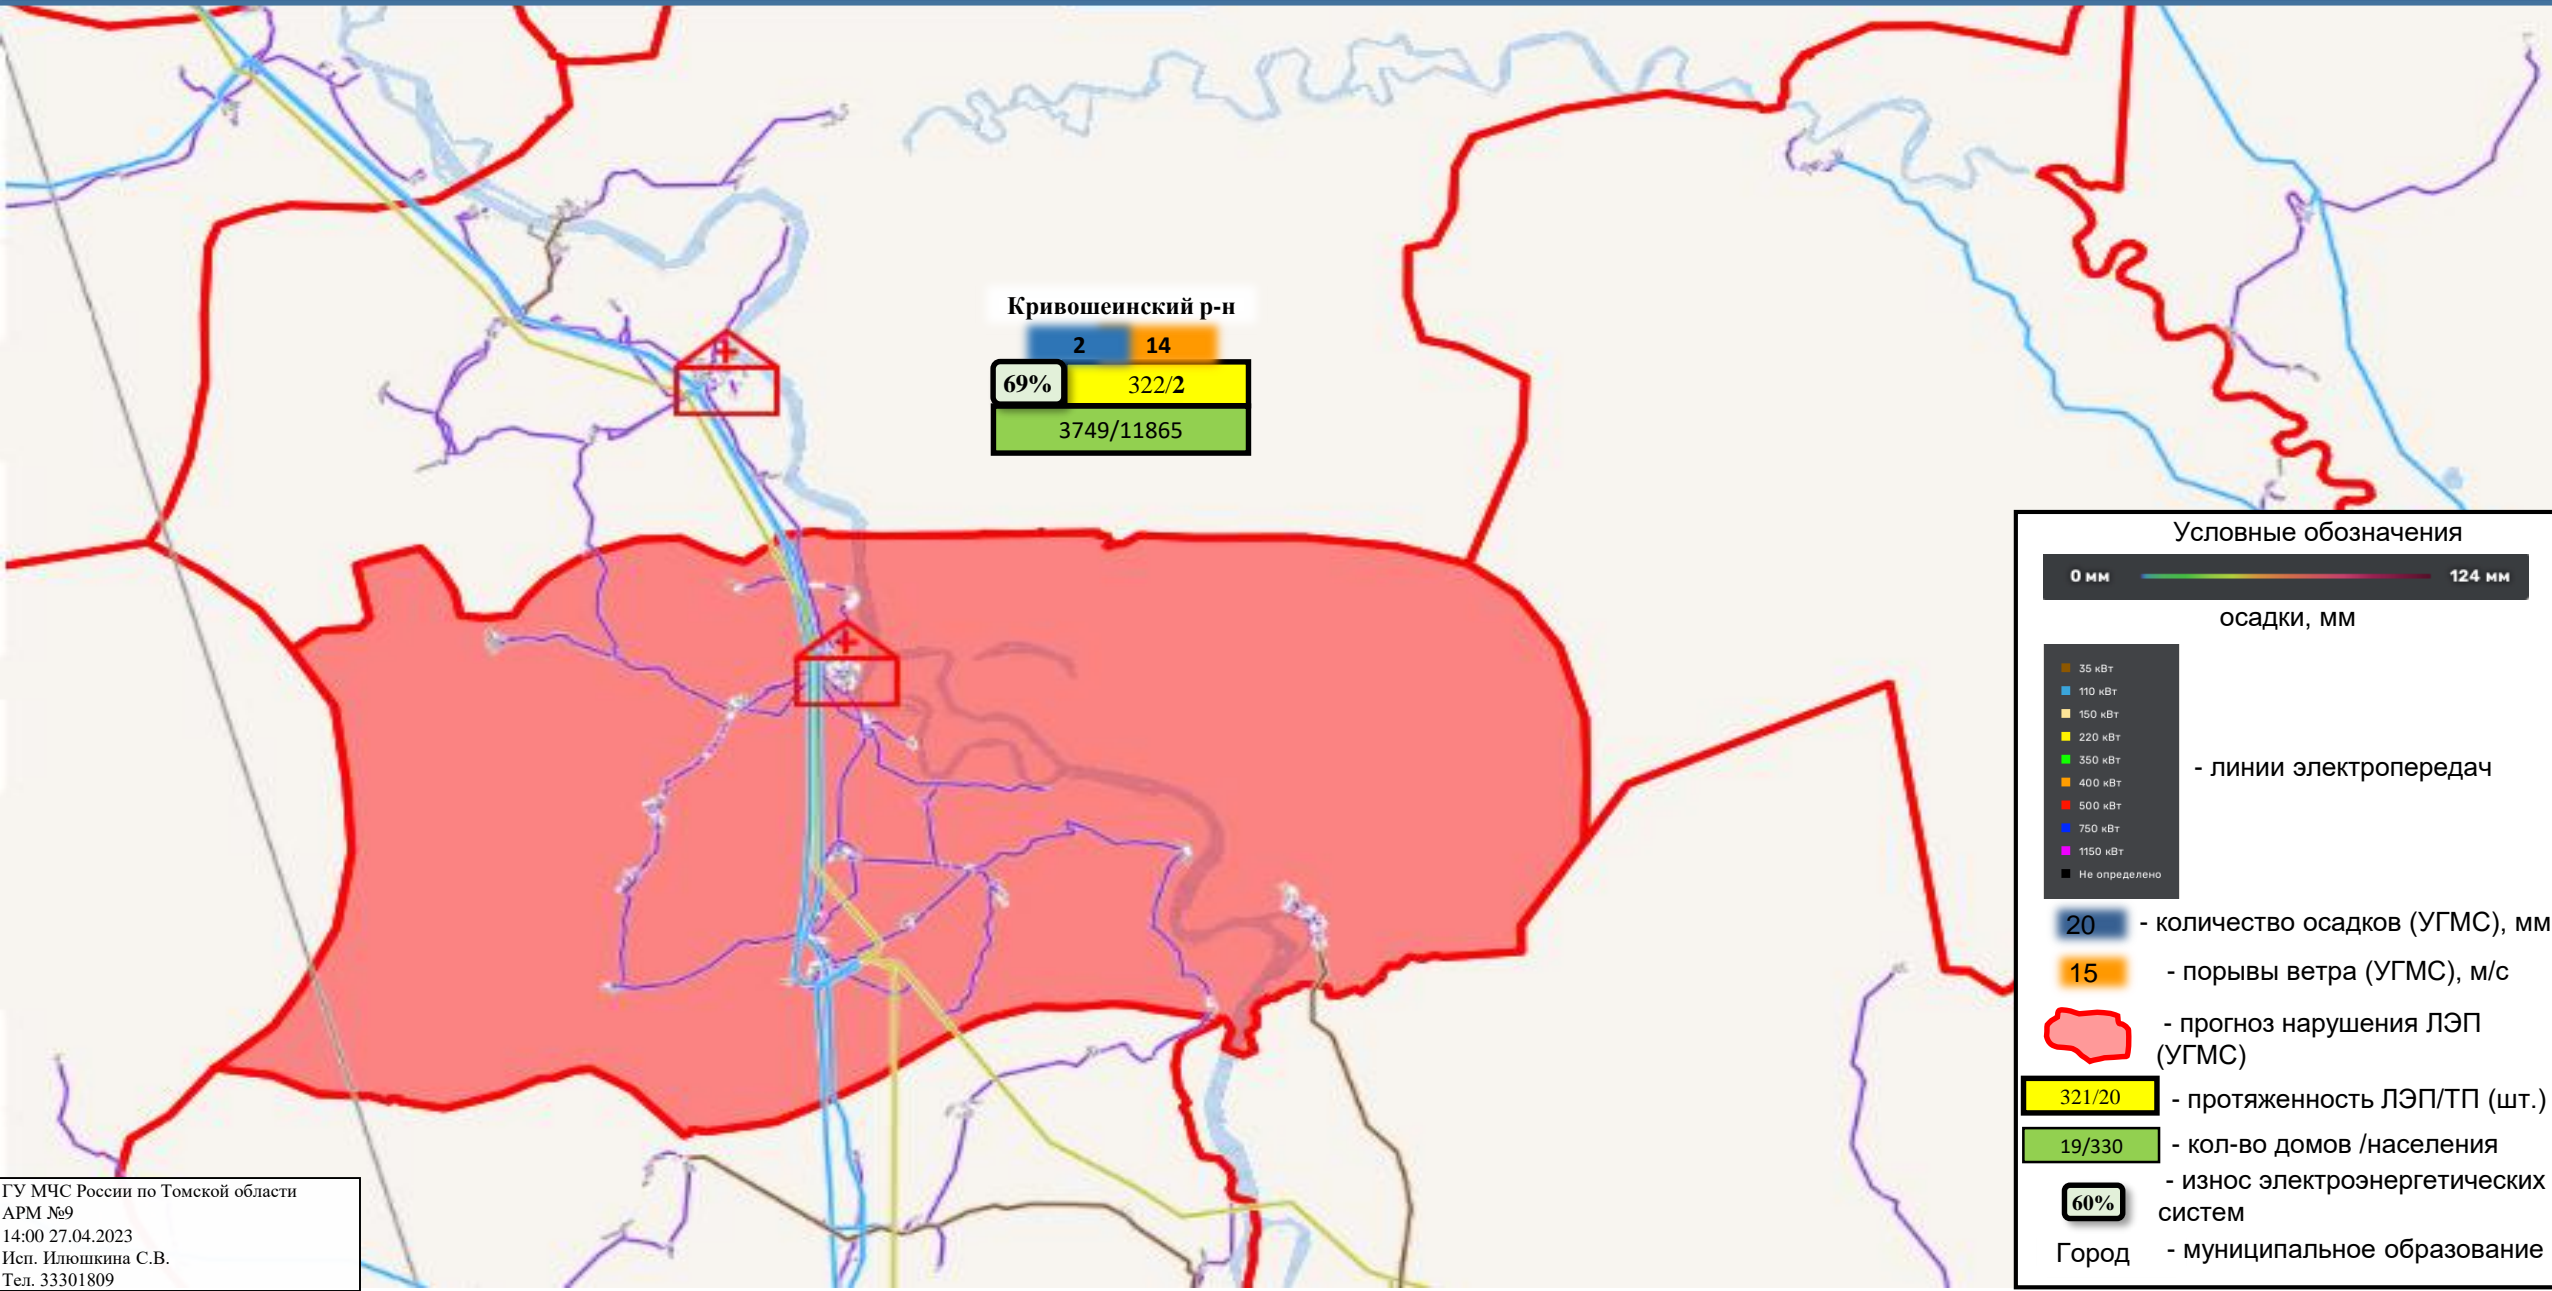 Кривошеинский р-н
2 14
69% 322/2
3749/11865
Условные обозначения
0 мм 124 мм
осадки, мм
35 кВт
110 кВт
150 кВт
220 кВт
350 кВт
400 кВт
500 кВт
750 кВт
1150 кВт
Не определено
- линии электропередач
20 - количество осадков (УГМС), мм
15 - порывы ветра (УГМС), м/с
- прогноз нарушения ЛЭП
(УГМС)
321/20 - протяженность ЛЭП/ТП (шт.)
19/330 - кол-во домов /населения
- износ электроэнергетических
60% систем
Город - муниципальное образование
ГУ МЧС России по Томской области
АРМ №9
14:00 27.04.2023
Исп. Илюшкина С.В.
Тел. 33301809